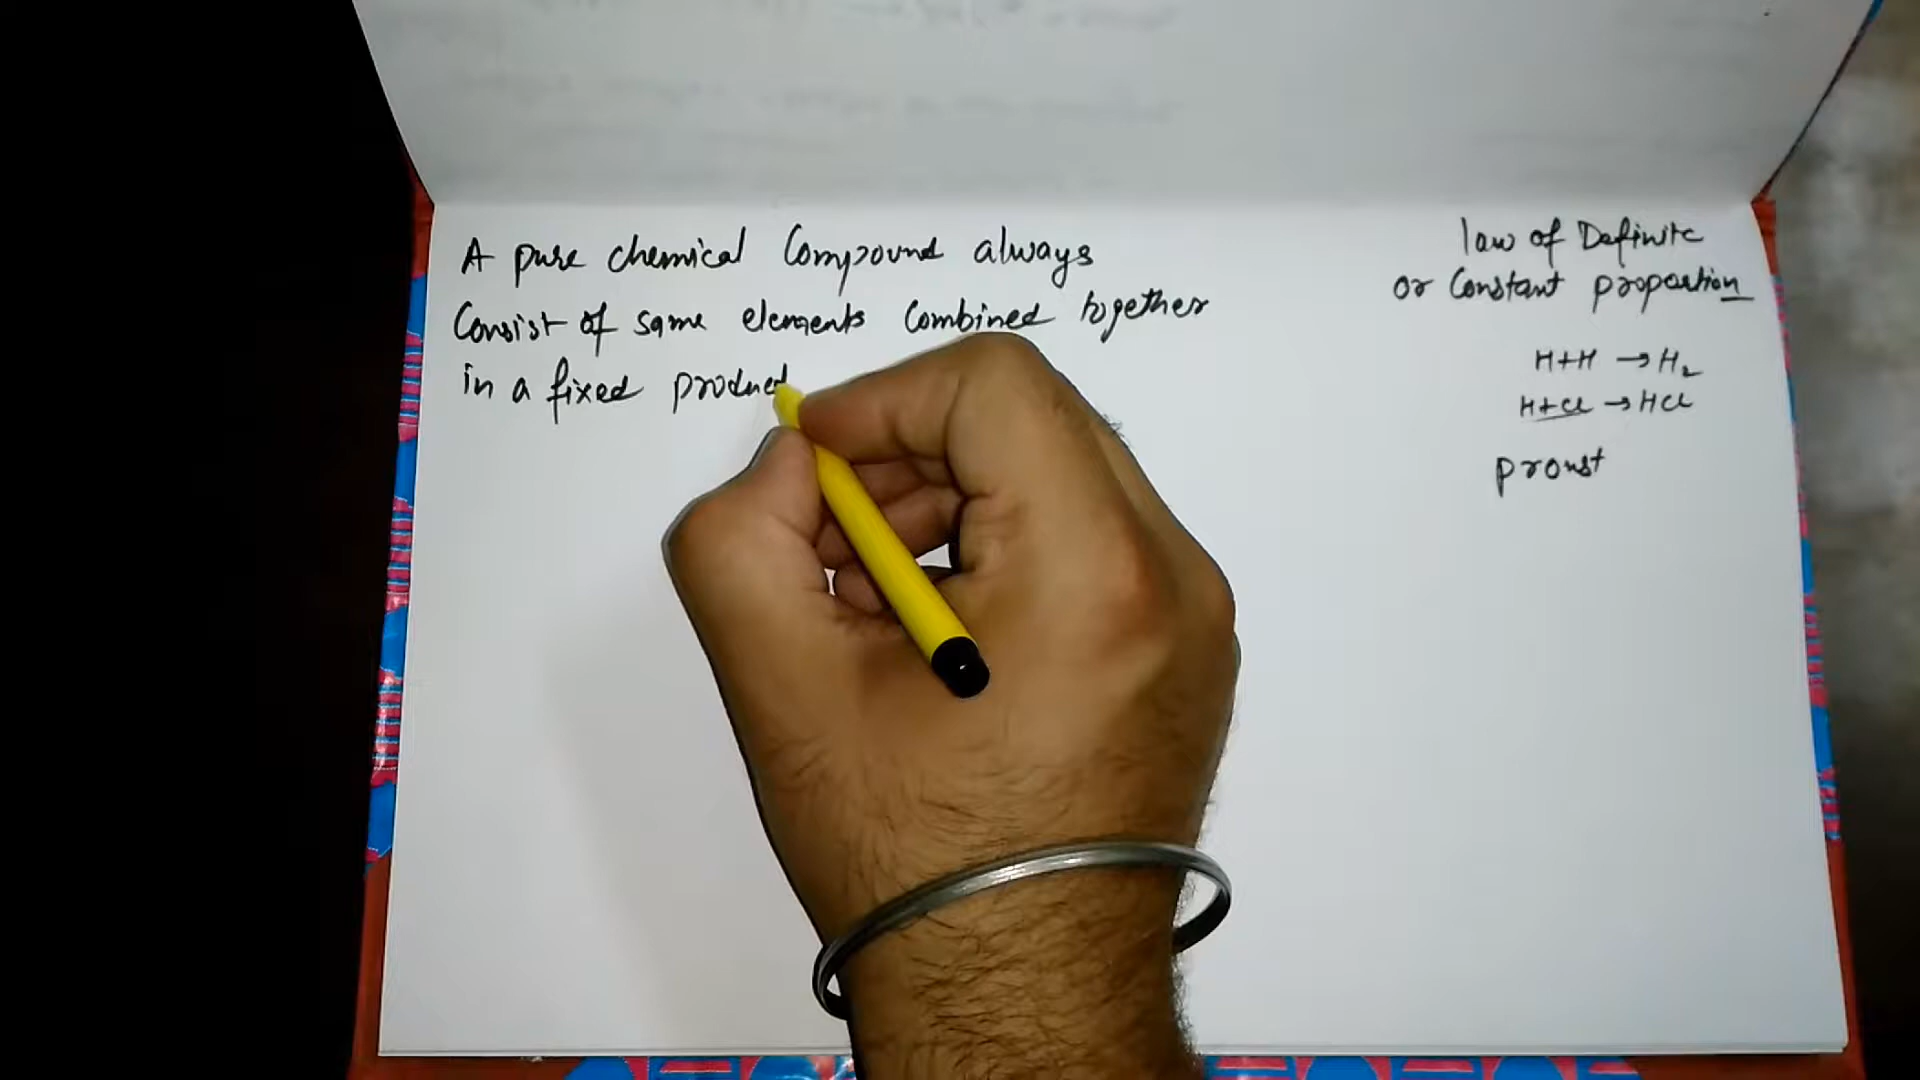 A pure chemical Compound always
Consist of same elements Combined together
in a fixed product
law of Definite
or Constant proportion
H+H → H₂
H+Cl → HCl
Proust